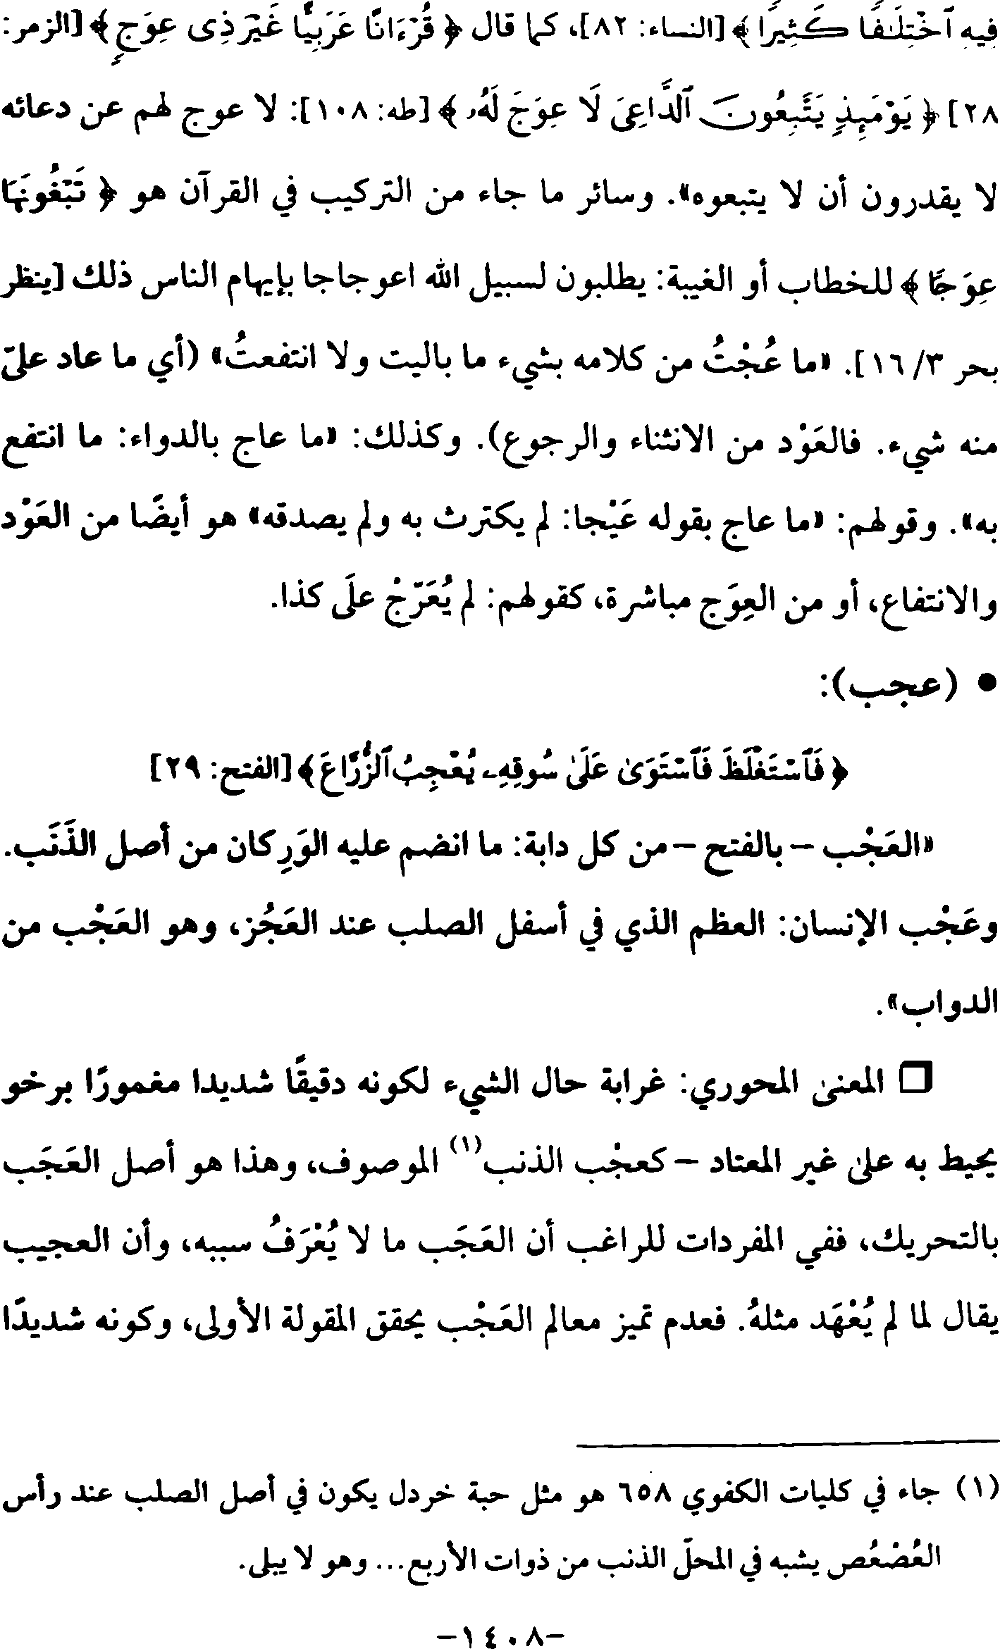 فِيهِ ٱخْتِلَٰفًا كَثِيرًا ﴾ [النساء: ٨٢]، كما قال ﴿ قُرْءَانًا عَرَبِيًّا غَيْرَ ذِى عِوَجٍ ﴾ [الزمر:
٢٨] ﴿ يَوْمَئِذٍ يَتَّبِعُونَ ٱلدَّاعِىَ لَا عِوَجَ لَهُۥ ﴾ [طه: ١٠٨]: لا عوج لهم عن دعائه
لا يقدرون أن لا يتبعوه». وسائر ما جاء من التركيب في القرآن هو ﴿ تَبْغُونَهَا
عِوَجًا ﴾ للخطاب أو الغيبة: يطلبون لسبيل الله اعوجاجا بإيهام الناس ذلك [ينظر
بحر ٣/ ١٦]. «ما عُجْتُ من كلامه بشيء ما باليت ولا انتفعتُ» (أي ما عاد عليّ
منه شيء. فالعَوْد من الانثناء والرجوع). وكذلك: «ما عاج بالدواء: ما انتفع
به». وقولهم: «ما عاج بقوله عَيْجا: لم يكترث به ولم يصدقه» هو أيضًا من العَوْد
والانتفاع، أو من العِوَج مباشرة، كقولهم: لم يُعَرّجْ علَى كذا.
• (عجب):
﴿ فَٱسْتَغْلَظَ فَٱسْتَوَىٰ عَلَىٰ سُوقِهِۦ يُعْجِبُ ٱلزُّرَّاعَ ﴾ [الفتح: ٢٩]
«العَجْب – بالفتح – من كل دابة: ما انضم عليه الوَرِكان من أصل الذَنَب.
وعَجْب الإنسان: العظم الذي في أسفل الصلب عند العَجُز، وهو العَجْب من
الدواب».
❒ المعنىٰ المحوري: غرابة حال الشيء لكونه دقيقًا شديدا مغمورًا برخو
يحيط به علىٰ غير المعتاد – كعجْب الذنب(١) الموصوف، وهذا هو أصل العَجَب
بالتحريك، ففي المفردات للراغب أن العَجَب ما لا يُعْرَفُ سببه، وأن العجيب
يقال لما لم يُعْهَد مثلهُ. فعدم تميز معالم العَجْب يحقق المقولة الأولى، وكونه شديدًا
(١) جاء في كليات الكفوي ٦٥٨ هو مثل حبة خردل يكون في أصل الصلب عند رأس
العُصْعُص يشبه في المحلّ الذنب من ذوات الأربع... وهو لا يبلى.
–١٤٠٨–